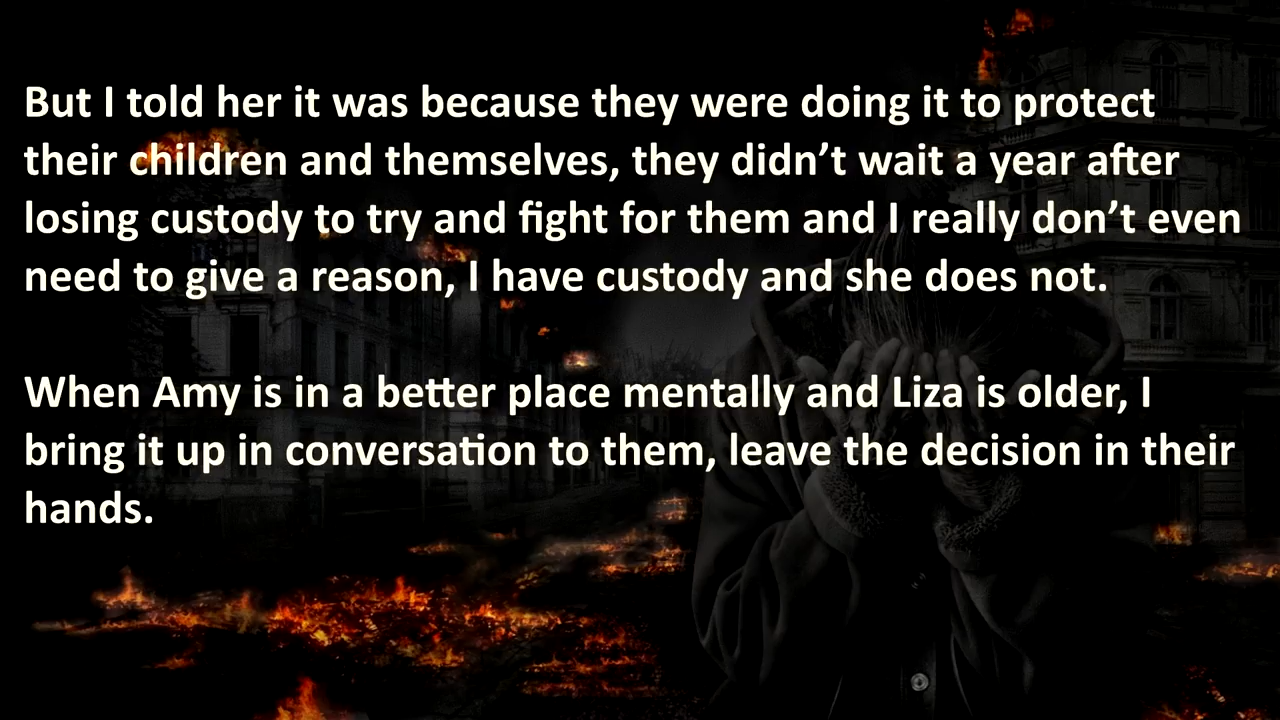 But I told her it was because they were doing it to protect
their children and themselves, they didn’t wait a year after
losing custody to try and fight for them and I really don’t even
need to give a reason, I have custody and she does not.
When Amy is in a better place mentally and Liza is older, I
bring it up in conversation to them, leave the decision in their
hands.